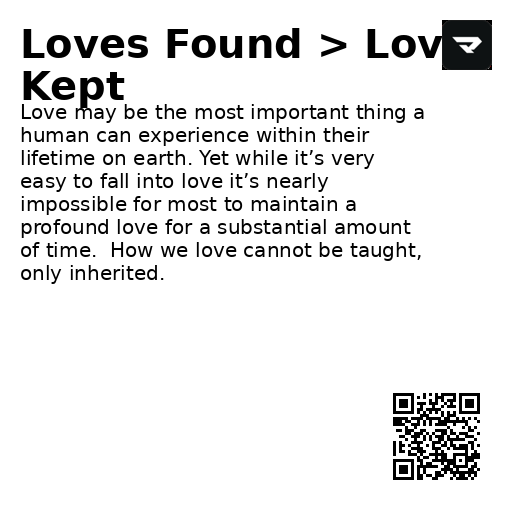 Loves Found > Lov
Kept
Love may be the most important thing a
human can experience within their
lifetime on earth. Yet while it’s very
easy to fall into love it’s nearly
impossible for most to maintain a
profound love for a substantial amount
of time.  How we love cannot be taught,
only inherited.